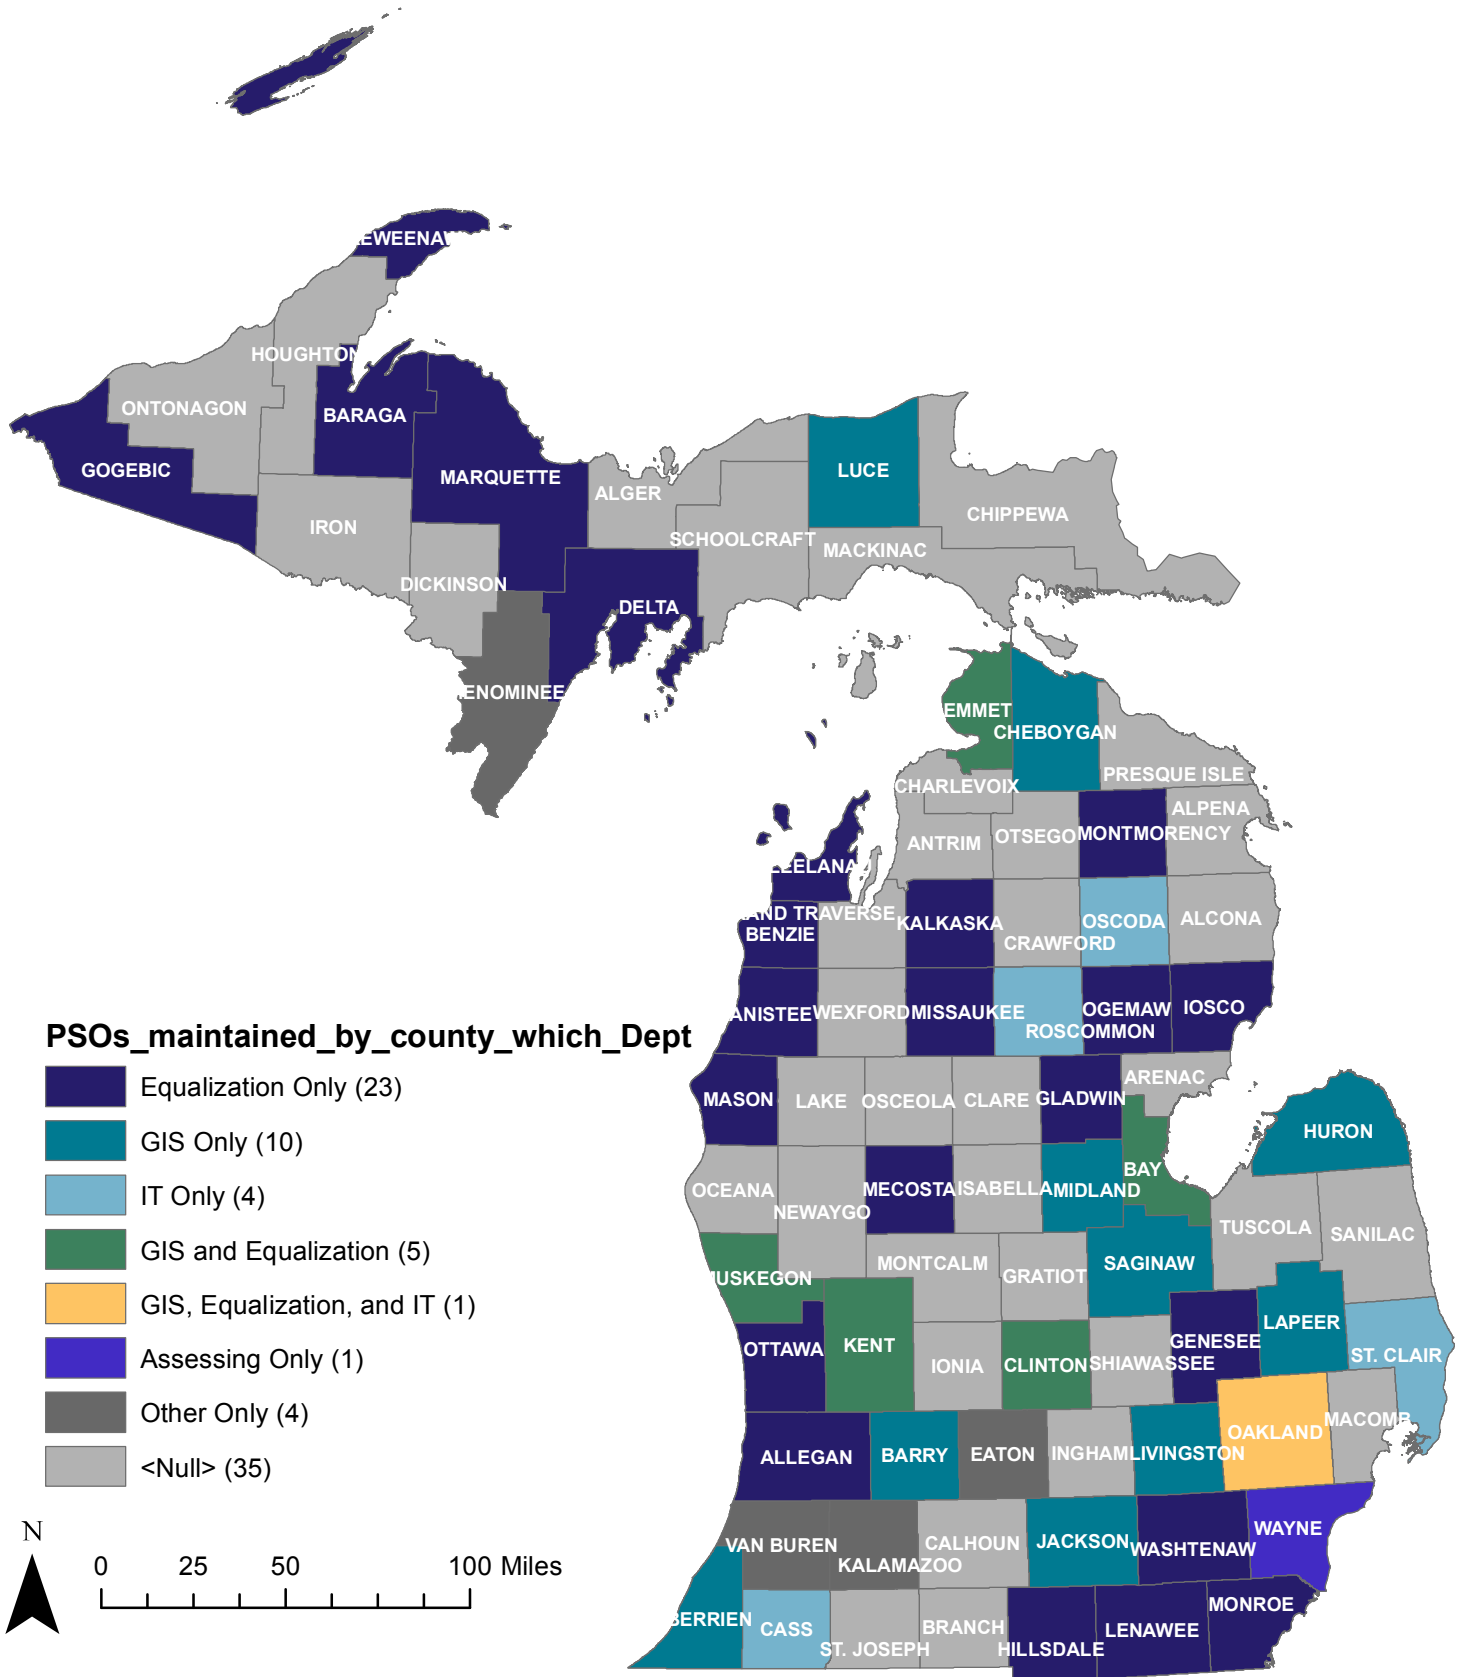 EWEENAW
HOUGHTON
ONTONAGON
BARAGA
GOGEBIC
MARQUETTE
LUCE
ALGER
CHIPPEWA
IRON
SCHOOLCRAFT
MACKINAC
DICKINSON
DELTA
ENOMINEE
EMMET
CHEBOYGAN
PRESQUE ISLE
CHARLEVOIX
ALPENA
ANTRIM
OTSEGO
MONTMORENCY
LEELANAU
AND TRAVERSE
BENZIE
KALKASKA
CRAWFORD
OSCODA
ALCONA
ANISTEE
WEXFORD
MISSAUKEE
ROSCOMMON
OGEMAW
IOSCO
PSOs_maintained_by_county_which_Dept
Equalization Only (23)
GIS Only (10)
IT Only (4)
GIS and Equalization (5)
GIS, Equalization, and IT (1)
Assessing Only (1)
Other Only (4)
<Null> (35)
ARENAC
MASON
LAKE
OSCEOLA
CLARE
GLADWIN
HURON
BAY
OCEANA
NEWAYGO
MECOSTA
ISABELLA
MIDLAND
TUSCOLA
SANILAC
MUSKEGON
MONTCALM
GRATIOT
SAGINAW
LAPEER
OTTAWA
KENT
IONIA
CLINTON
SHIAWASSEE
GENESEE
ST. CLAIR
ALLEGAN
BARRY
EATON
INGHAM
LIVINGSTON
OAKLAND
MACOMB
VAN BUREN
KALAMAZOO
CALHOUN
JACKSON
WASHTENAW
WAYNE
BERRIEN
CASS
ST. JOSEPH
BRANCH
HILLSDALE
LENAWEE
MONROE
N
0 25 50 100 Miles